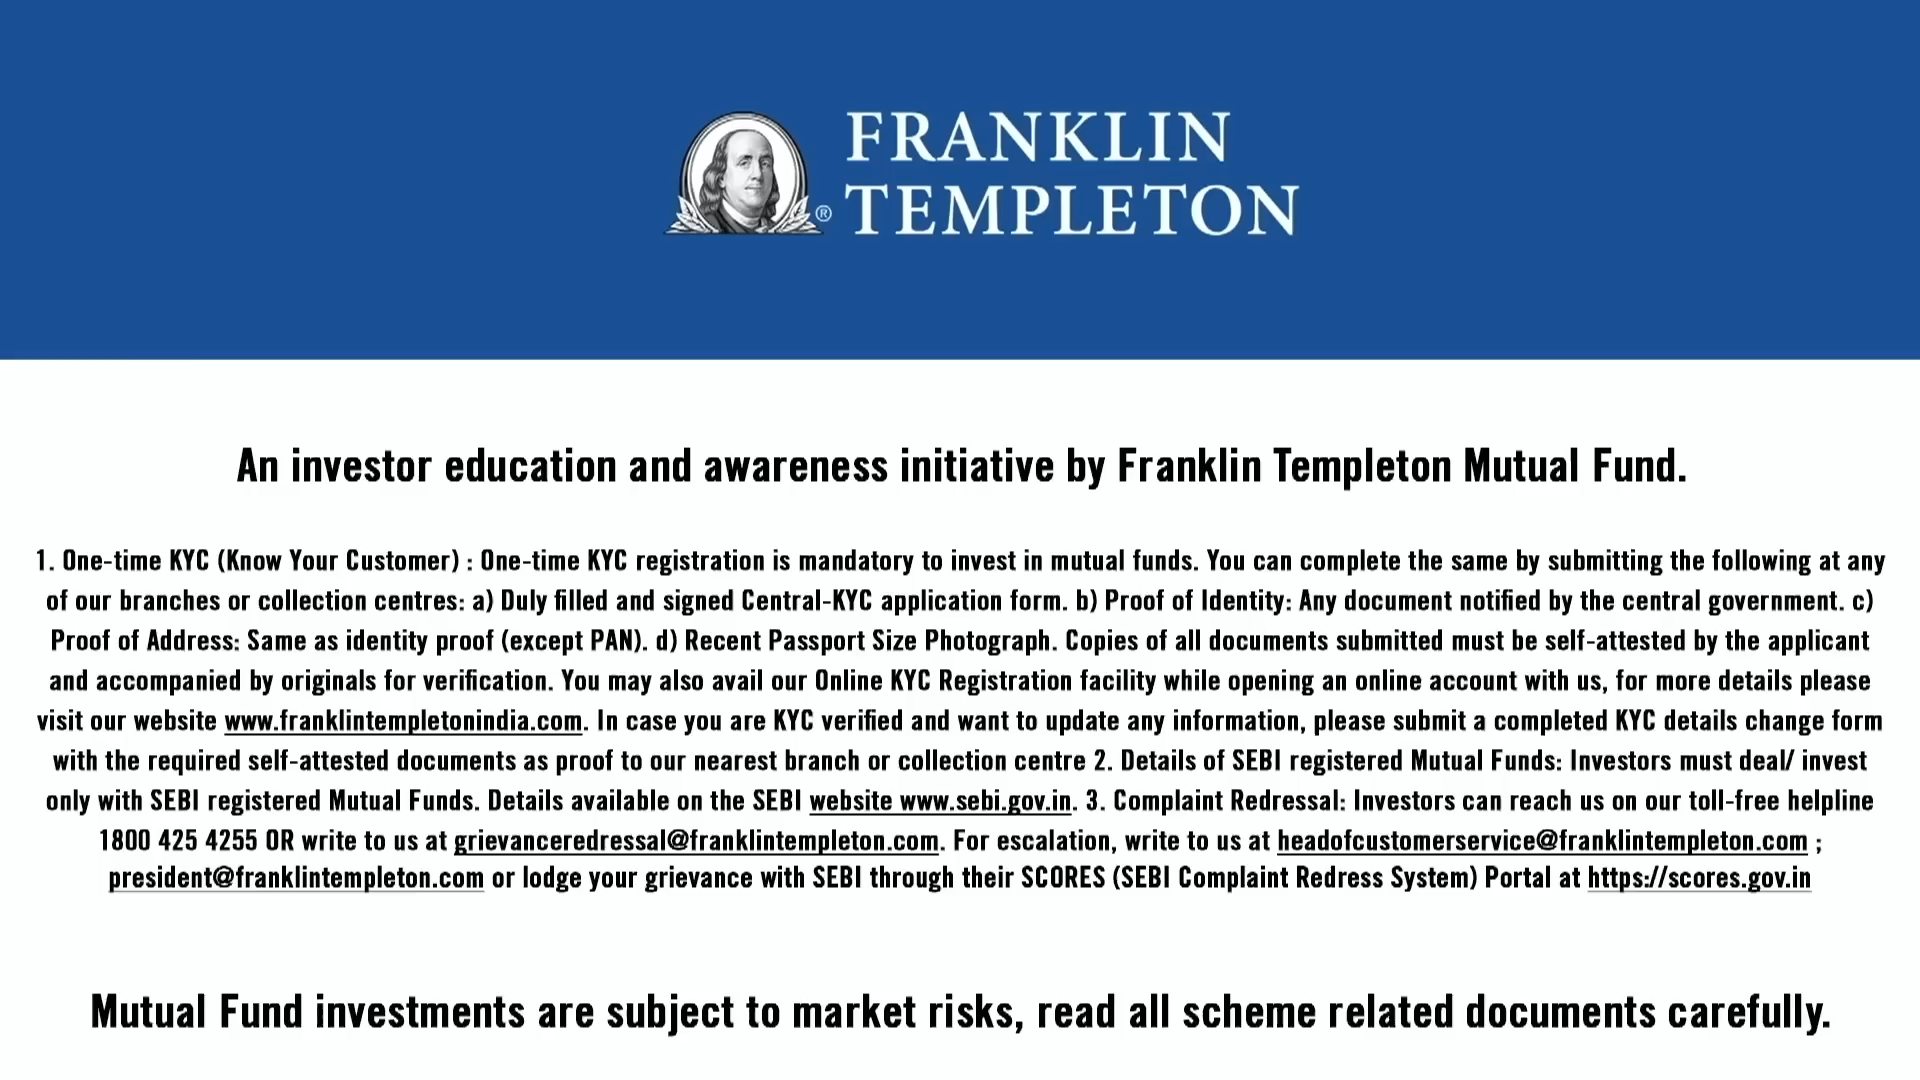 FRANKLIN
TEMPLETON
®
An investor education and awareness initiative by Franklin Templeton Mutual Fund.
1. One-time KYC (Know Your Customer) : One-time KYC registration is mandatory to invest in mutual funds. You can complete the same by submitting the following at any
of our branches or collection centres: a) Duly filled and signed Central-KYC application form. b) Proof of Identity: Any document notified by the central government. c)
Proof of Address: Same as identity proof (except PAN). d) Recent Passport Size Photograph. Copies of all documents submitted must be self-attested by the applicant
and accompanied by originals for verification. You may also avail our Online KYC Registration facility while opening an online account with us, for more details please
visit our website www.franklintempletonindia.com. In case you are KYC verified and want to update any information, please submit a completed KYC details change form
with the required self-attested documents as proof to our nearest branch or collection centre 2. Details of SEBI registered Mutual Funds: Investors must deal/ invest
only with SEBI registered Mutual Funds. Details available on the SEBI website www.sebi.gov.in. 3. Complaint Redressal: Investors can reach us on our toll-free helpline
1800 425 4255 OR write to us at grievanceredressal@franklintempleton.com. For escalation, write to us at headofcustomerservice@franklintempleton.com ;
president@franklintempleton.com or lodge your grievance with SEBI through their SCORES (SEBI Complaint Redress System) Portal at https://scores.gov.in
Mutual Fund investments are subject to market risks, read all scheme related documents carefully.